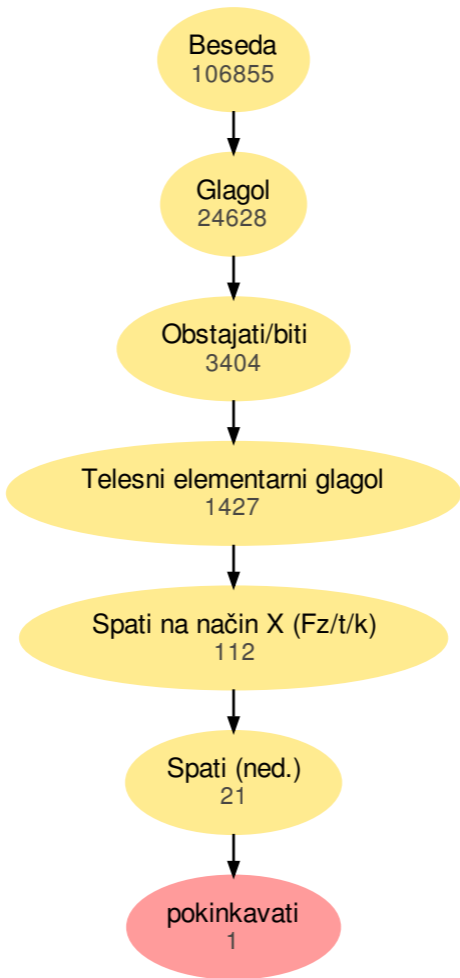 Beseda
106855
Glagol
24628
Obstajati/biti
3404
Telesni elementarni glagol
1427
Spati na način X (Fz/t/k)
112
Spati (ned.)
21
pokinkavati
1